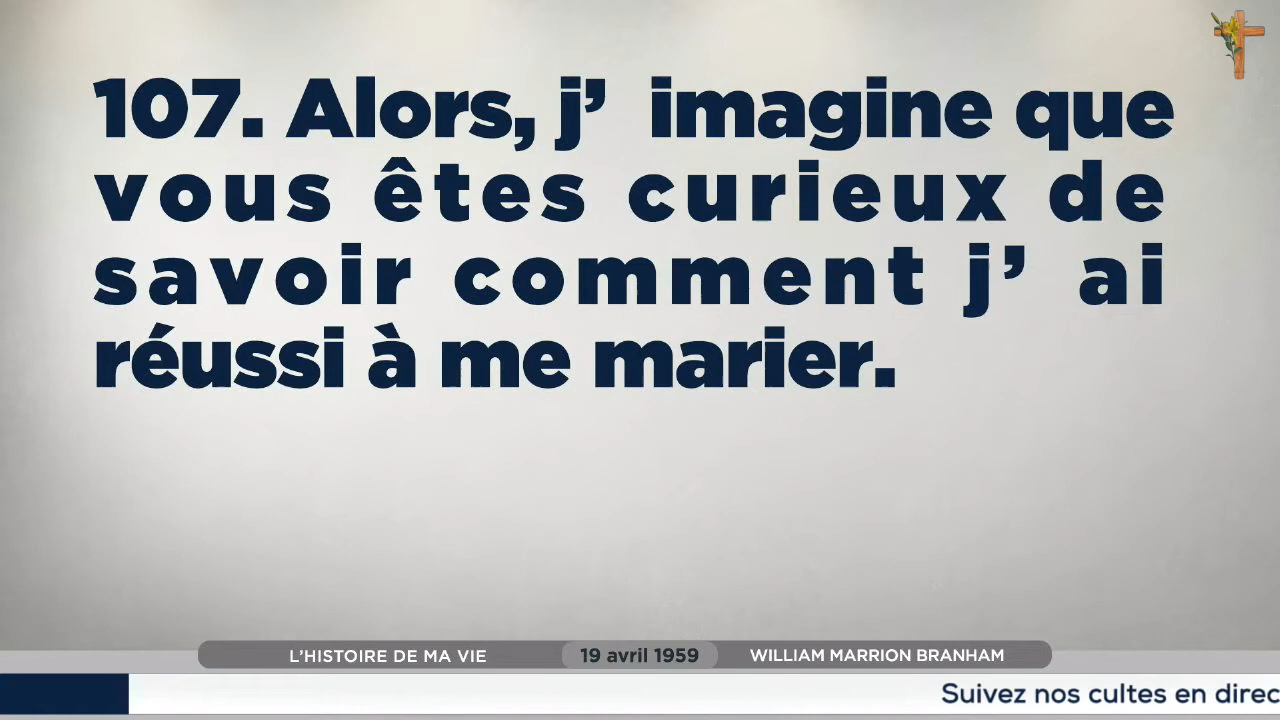 107. Alors, j’ imagine que
vous êtes curieux de
savoir comment j’ ai
réussi à me marier.
L’HISTOIRE DE MA VIE 19 avril 1959 WILLIAM MARRION BRANHAM
Suivez nos cultes en direc